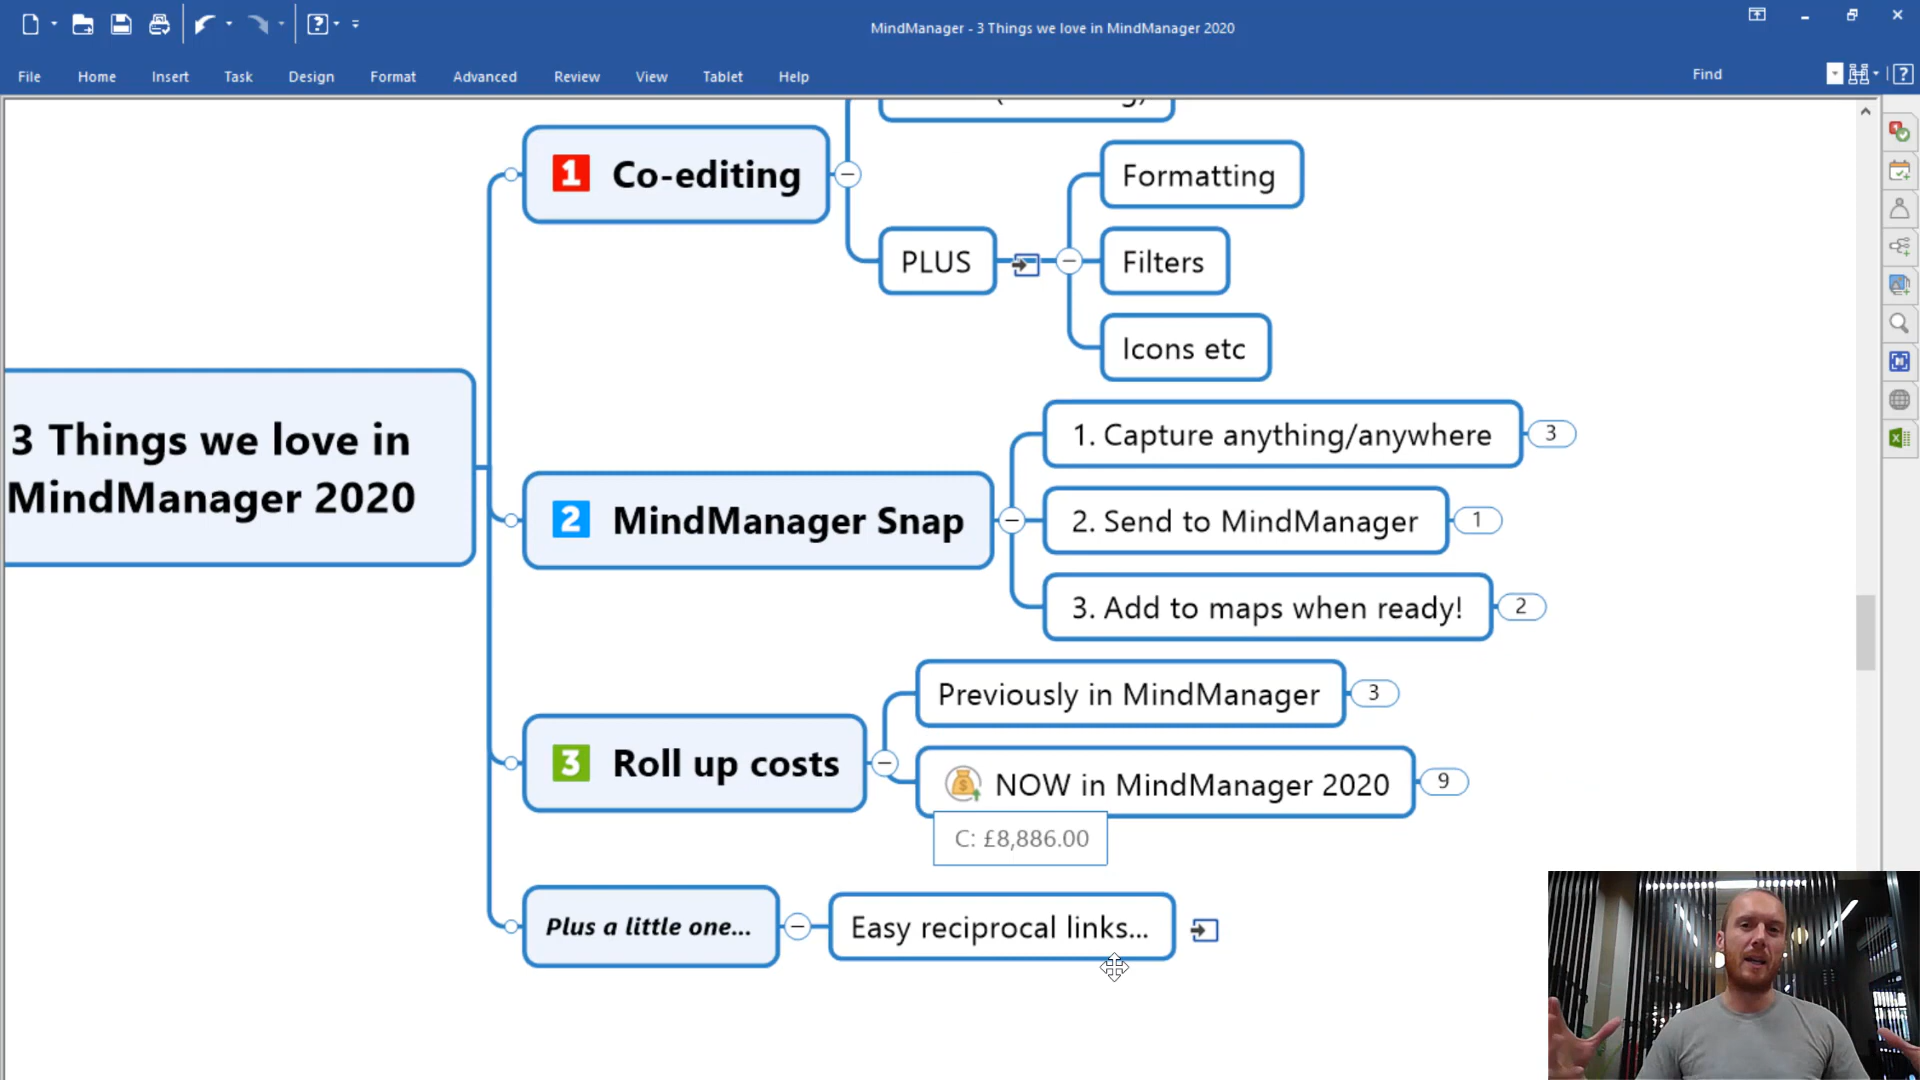 MindManager - 3 Things we love in MindManager 2020
File Home Insert Task Design Format Advanced Review View Tablet Help
Find
1 Co-editing
PLUS
Formatting
Filters
Icons etc
3 Things we love in
MindManager 2020
2 MindManager Snap
1. Capture anything/anywhere 3
2. Send to MindManager 1
3. Add to maps when ready! 2
3 Roll up costs
Previously in MindManager 3
NOW in MindManager 2020 9
C: £8,886.00
Plus a little one...
Easy reciprocal links...